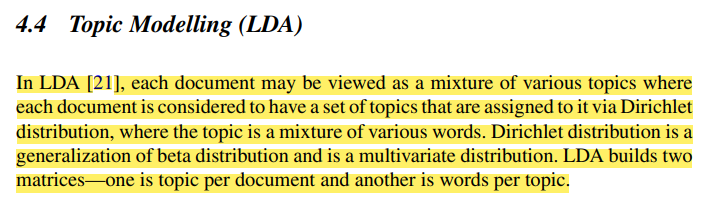 4.4 Topic Modelling (LDA)
In LDA [21], each document may be viewed as a mixture of various topics where
each document is considered to have a set of topics that are assigned to it via Dirichlet
distribution, where the topic is a mixture of various words. Dirichlet distribution is a
generalization of beta distribution and is a multivariate distribution. LDA builds two
matrices—one is topic per document and another is words per topic.